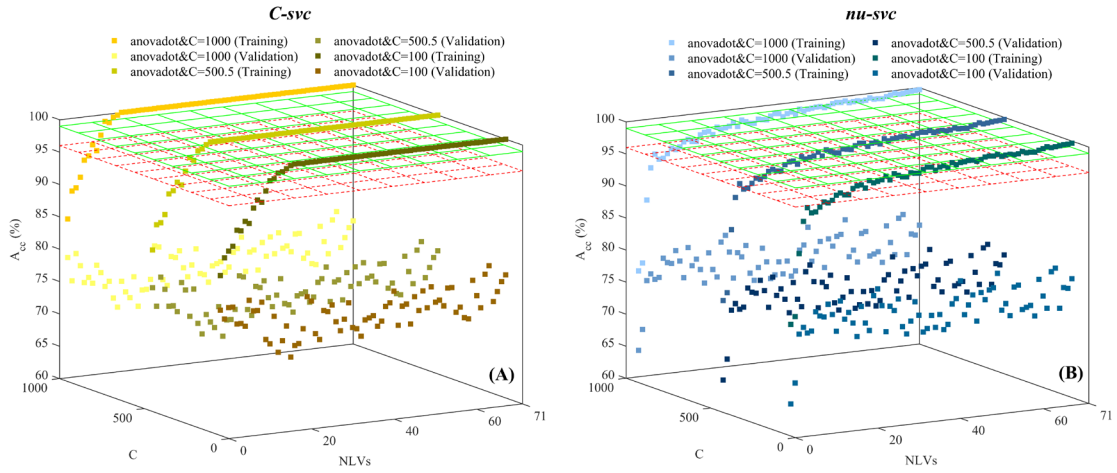 C-svc
anovadot&C=1000 (Training)
anovadot&C=1000 (Validation)
anovadot&C=500.5 (Training)
anovadot&C=500.5 (Validation)
anovadot&C=100 (Training)
anovadot&C=100 (Validation)
100
95
90
85
80
75
70
65
60
Acc (%)
1000
500
0
C
0
20
40
60
71
NLVs
(A)
nu-svc
anovadot&C=1000 (Training)
anovadot&C=1000 (Validation)
anovadot&C=500.5 (Training)
anovadot&C=500.5 (Validation)
anovadot&C=100 (Training)
anovadot&C=100 (Validation)
100
95
90
85
80
75
70
65
60
Acc (%)
1000
500
0
C
0
20
40
60
71
NLVs
(B)